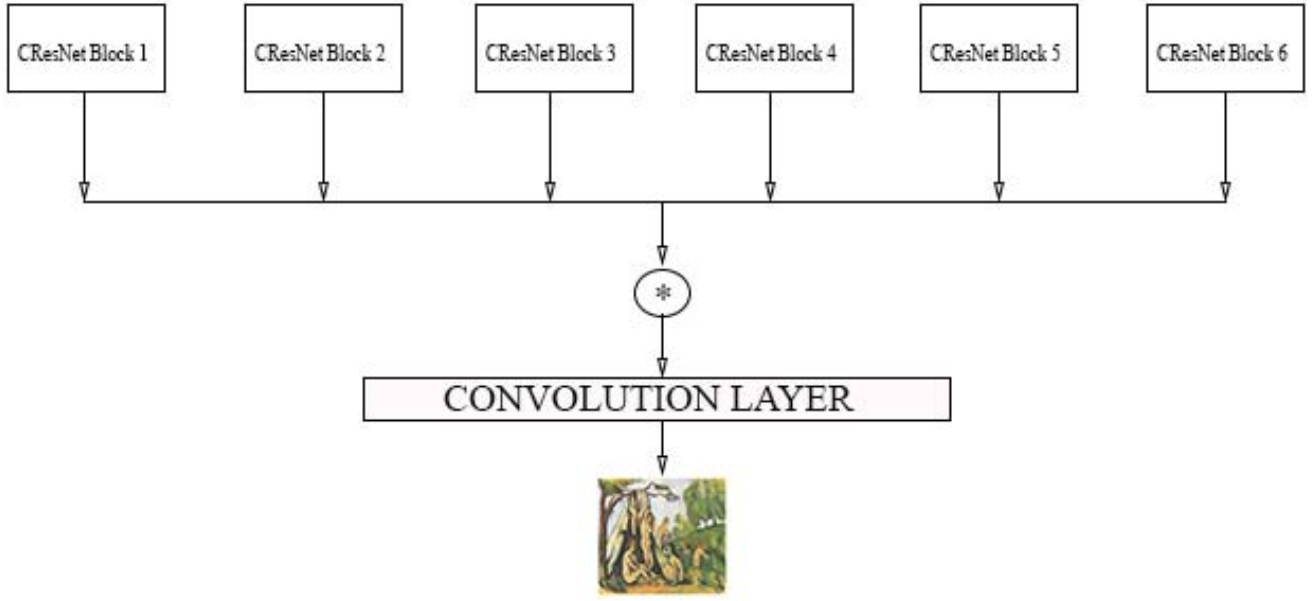 CResNet Block 1
CResNet Block 2
CResNet Block 3
CResNet Block 4
CResNet Block 5
CResNet Block 6
*
CONVOLUTION LAYER